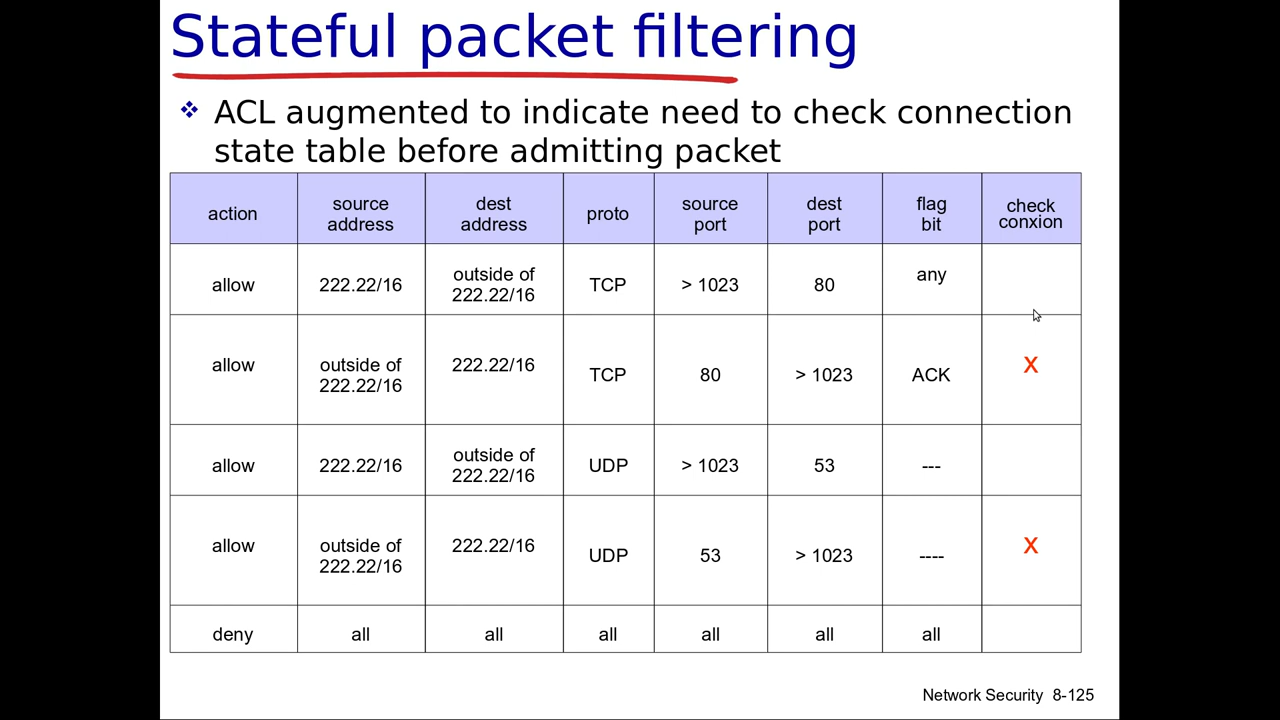 Stateful packet filtering
ACL augmented to indicate need to check connection
state table before admitting packet
action
source
address
dest
address
proto
source
port
dest
port
flag
bit
check
conxion
allow
222.22/16
outside of
222.22/16
TCP
> 1023
80
any
allow
outside of
222.22/16
222.22/16
TCP
80
> 1023
ACK
X
allow
222.22/16
outside of
222.22/16
UDP
> 1023
53
---
allow
outside of
222.22/16
222.22/16
UDP
53
> 1023
----
X
deny
all
all
all
all
all
all
Network Security 8-125